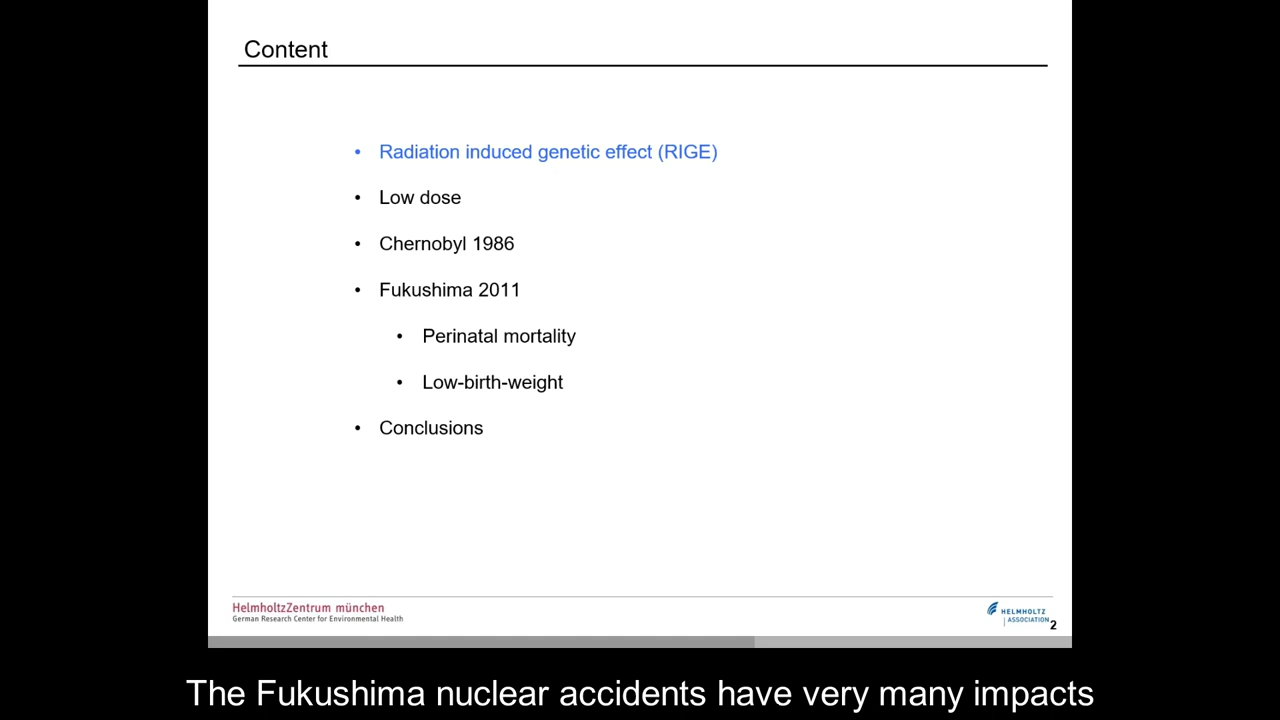 Content
• Radiation induced genetic effect (RIGE)
• Low dose
• Chernobyl 1986
• Fukushima 2011
• Perinatal mortality
• Low-birth-weight
• Conclusions
HelmholtzZentrum münchen
German Research Center for Environmental Health
HELMHOLTZ
ASSOCIATION
2
The Fukushima nuclear accidents have very many impacts